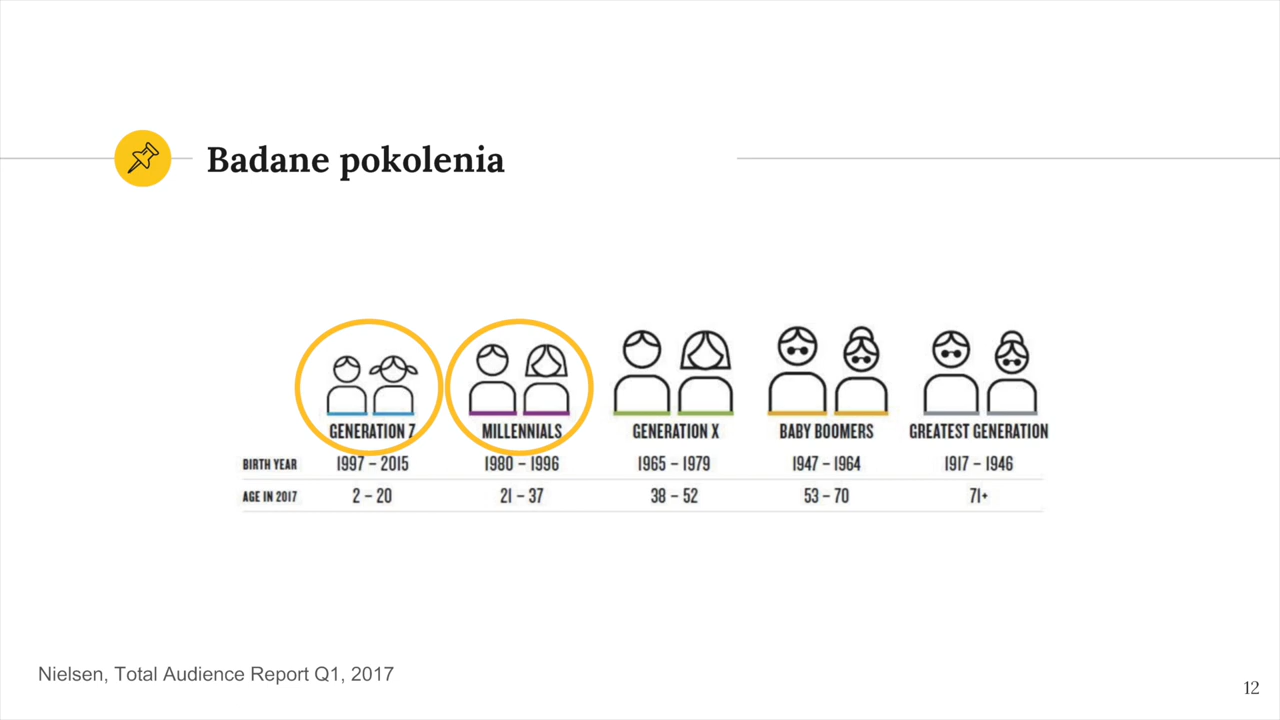 Badane pokolenia
GENERATION Z MILLENNIALS GENERATION X BABY BOOMERS GREATEST GENERATION
BIRTH YEAR 1997 – 2015 1980 – 1996 1965 – 1979 1947 – 1964 1917 – 1946
AGE IN 2017 2 – 20 21 – 37 38 – 52 53 – 70 71+
Nielsen, Total Audience Report Q1, 2017
12